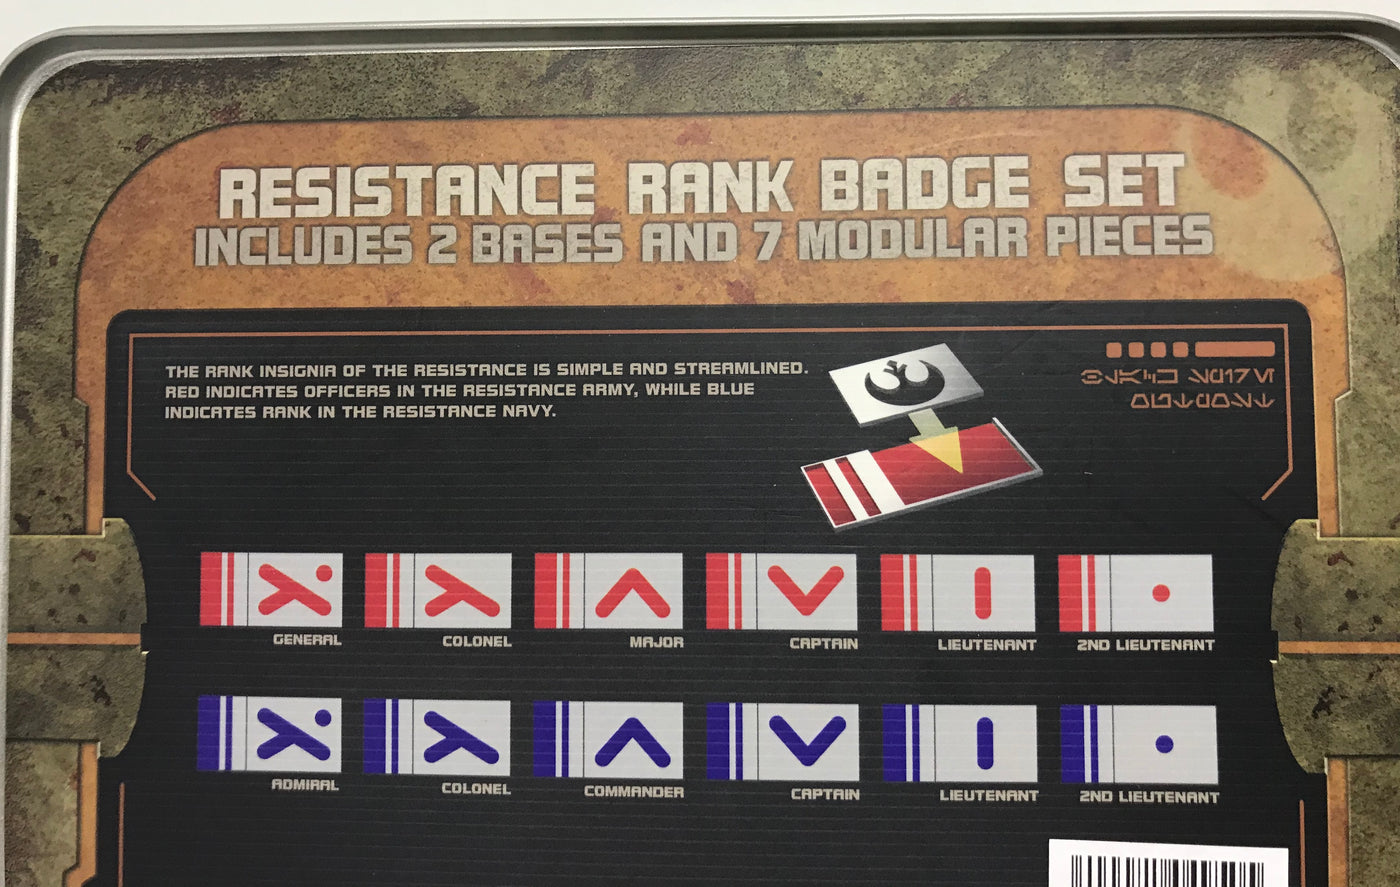 RESISTANCE RANK BADGE SET
INCLUDES 2 BASES AND 7 MODULAR PIECES
THE RANK INSIGNIA OF THE RESISTANCE IS SIMPLE AND STREAMLINED.
RED INDICATES OFFICERS IN THE RESISTANCE ARMY, WHILE BLUE
INDICATES RANK IN THE RESISTANCE NAVY.
GENERAL COLONEL MAJOR CAPTAIN LIEUTENANT 2ND LIEUTENANT
ADMIRAL COLONEL COMMANDER CAPTAIN LIEUTENANT 2ND LIEUTENANT